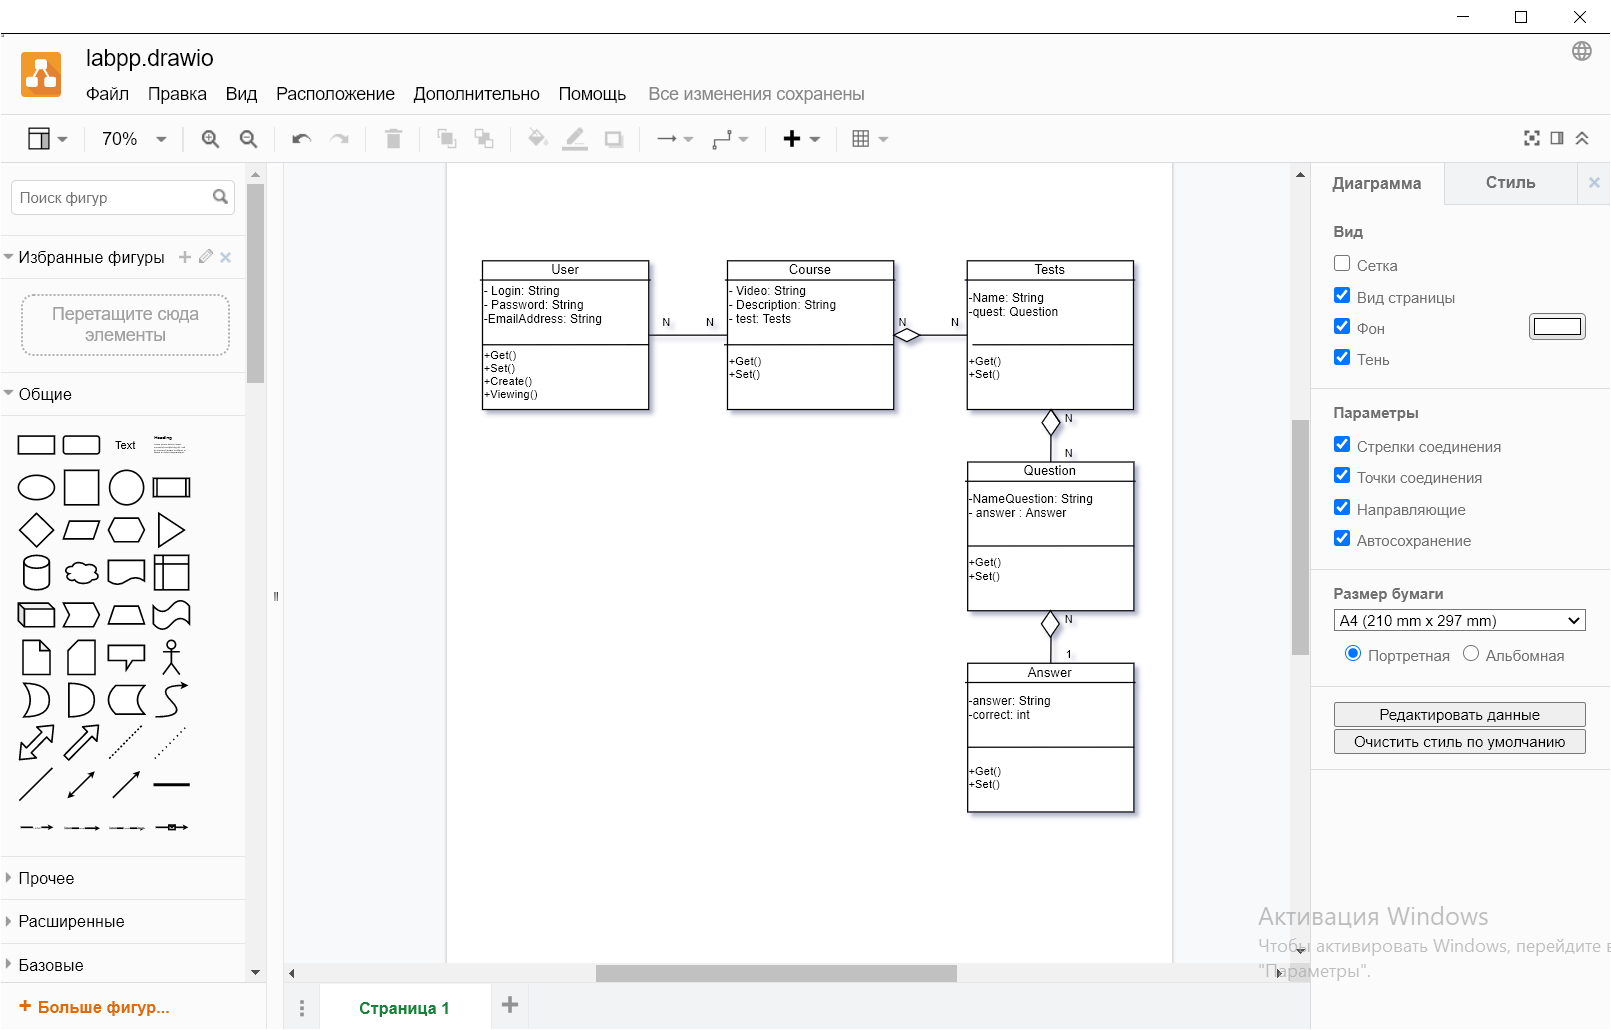 labpp.drawio
Файл Правка Вид Расположение Дополнительно Помощь Все изменения сохранены
70%
Поиск фигур
Избранные фигуры
Перетащите сюда
элементы
Общие
Text
Heading
Прочее
Расширенные
Базовые
+ Больше фигур...
User
- Login: String
- Password: String
-EmailAddress: String
+Get()
+Set()
+Create()
+Viewing()
N
N
Course
- Video: String
- Description: String
- test: Tests
+Get()
+Set()
N
N
Tests
-Name: String
-quest: Question
+Get()
+Set()
N
N
Question
-NameQuestion: String
- answer : Answer
+Get()
+Set()
N
1
Answer
-answer: String
-correct: int
+Get()
+Set()
Страница 1
Диаграмма Стиль
Вид
Сетка
Вид страницы
Фон
Тень
Параметры
Стрелки соединения
Точки соединения
Направляющие
Автосохранение
Размер бумаги
A4 (210 mm x 297 mm)
Портретная Альбомная
Редактировать данные
Очистить стиль по умолчанию
Активация Windows
Чтобы активировать Windows, перейдите в
"Параметры".